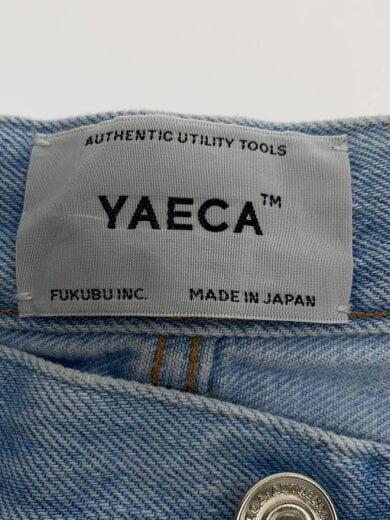 AUTHENTIC UTILITY TOOLS
YAECA™
FUKUBU INC. MADE IN JAPAN